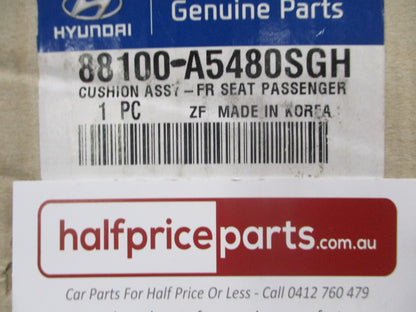 HYUNDAI
Genuine Parts
88100-A5480SGH
CUSHION ASSY-FR SEAT PASSENGER
1 PC ZF MADE IN KOREA
halfpriceparts.com.au
Car Parts For Half Price Or Less - Call 0412 760 479